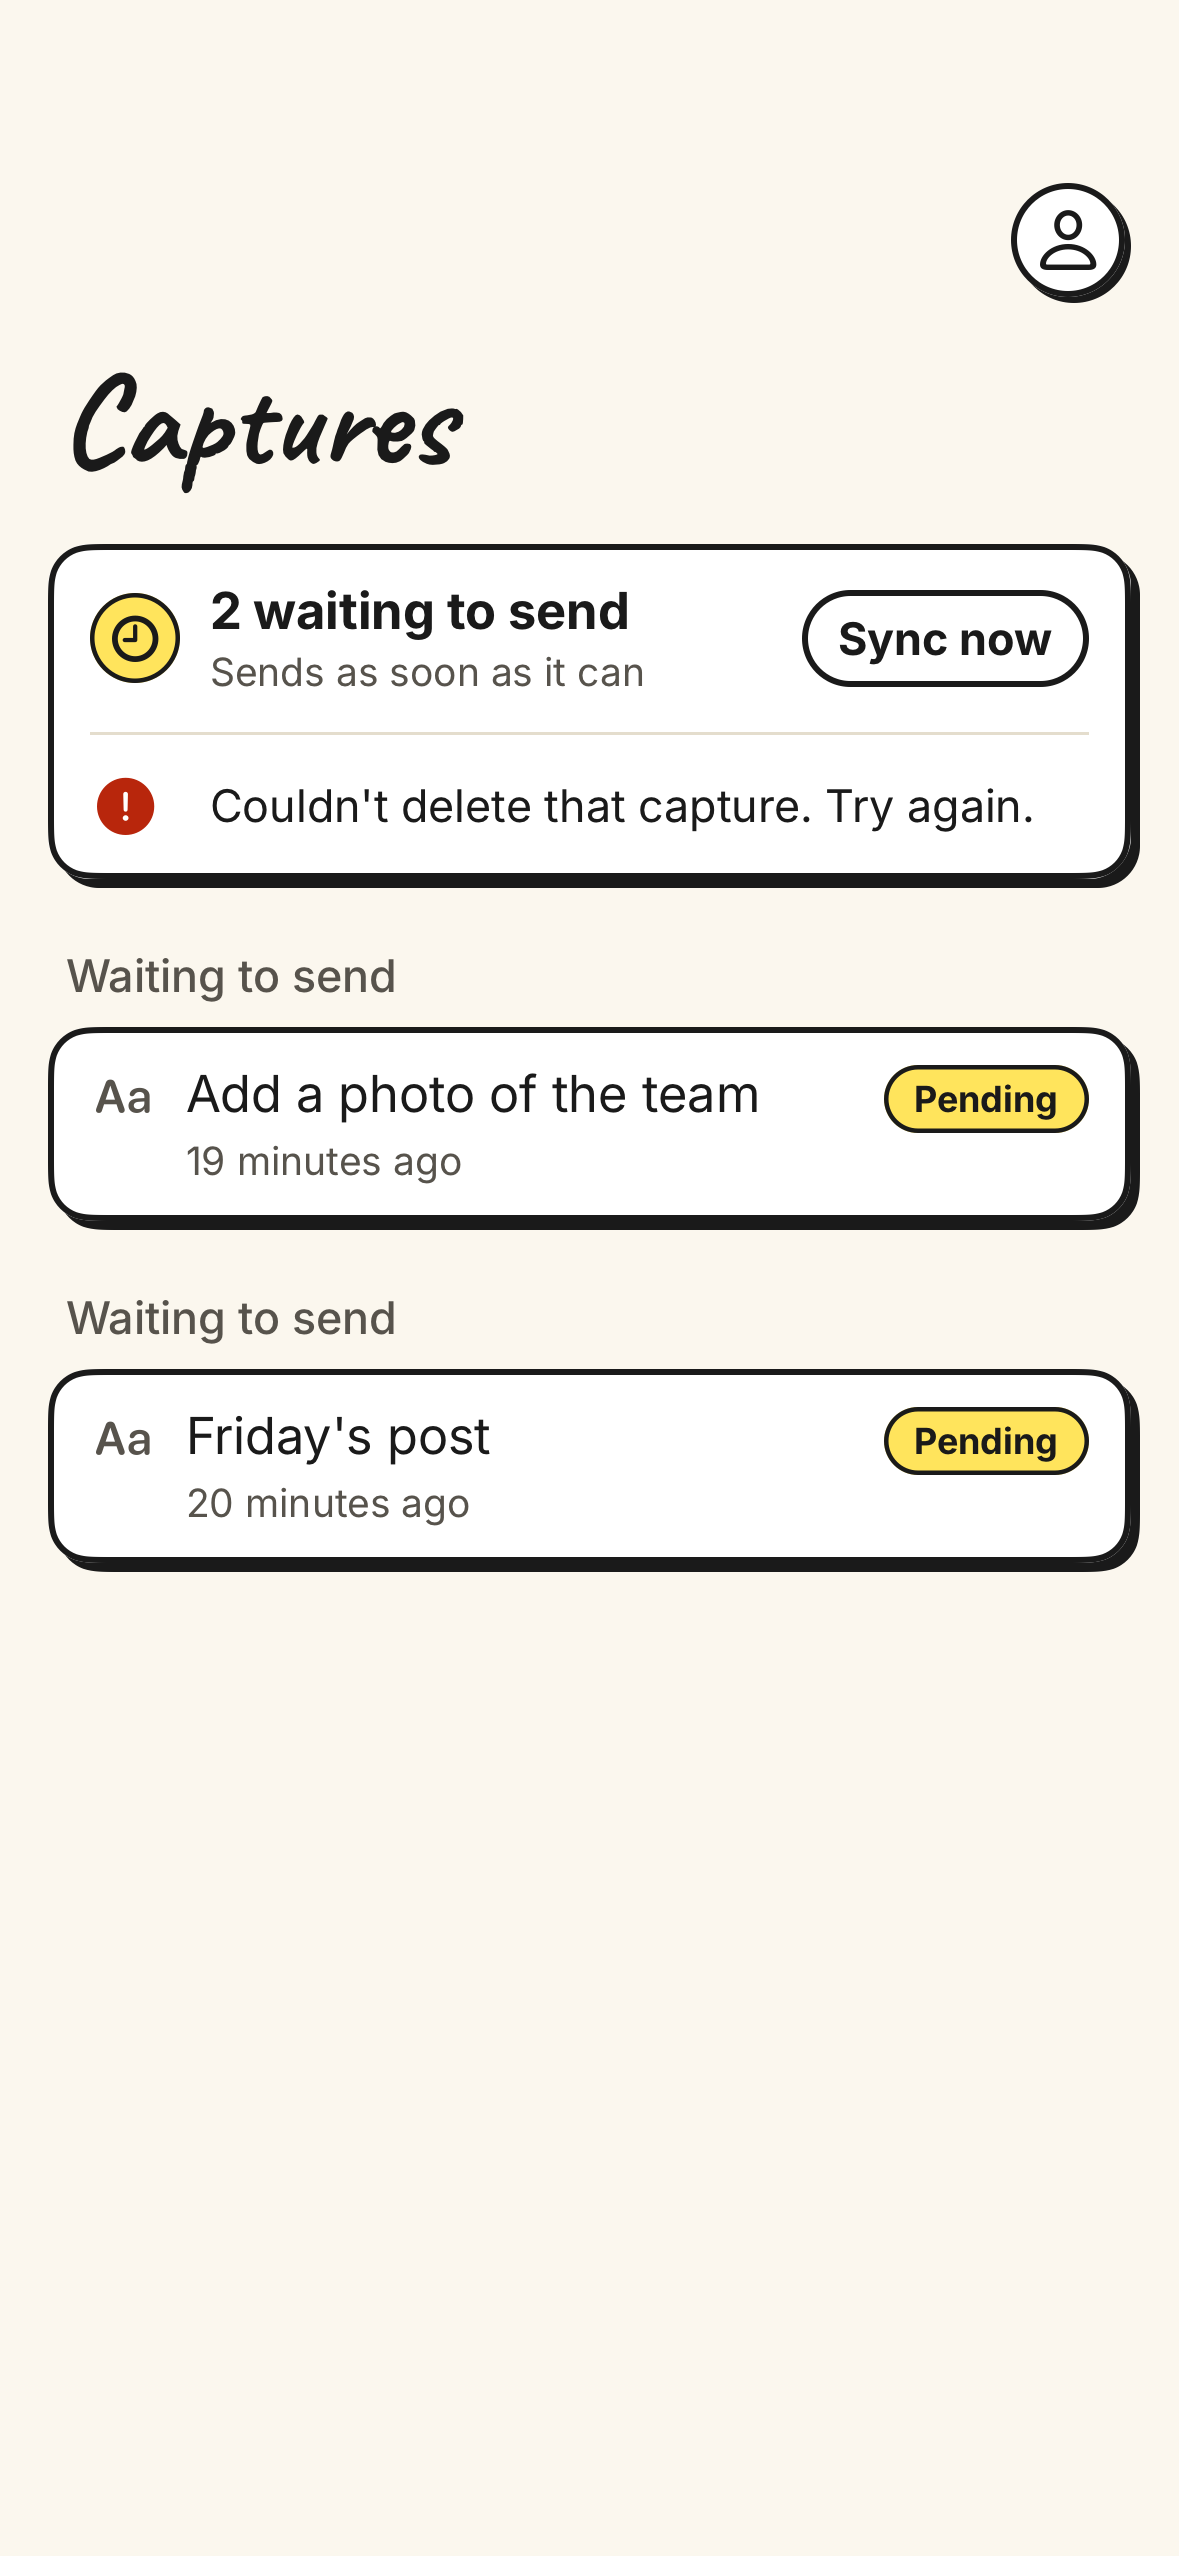 Captures
2 waiting to send
Sends as soon as it can
Sync now
Couldn't delete that capture. Try again.
Waiting to send
Aa Add a photo of the team
Pending
19 minutes ago
Waiting to send
Aa Friday's post
Pending
20 minutes ago